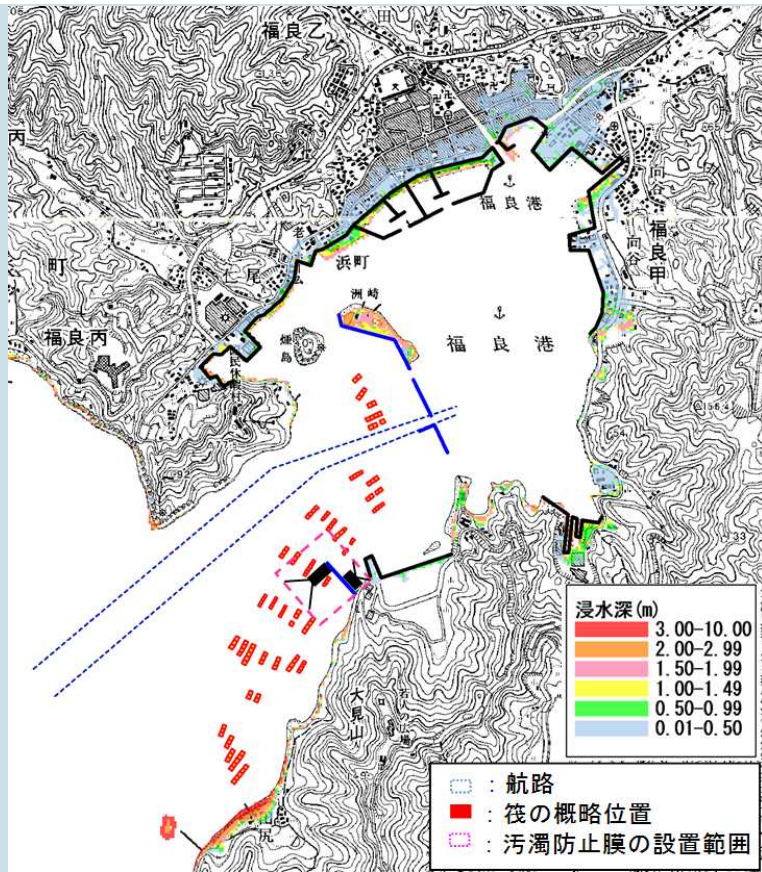 福良乙
田
丙
福良港
向
福良甲
向谷
浜町
洲崎
煙島
福良港
町
福良丙
大見山
浸水深(m)
3.00-10.00
2.00-2.99
1.50-1.99
1.00-1.49
0.50-0.99
0.01-0.50
：航路
：筏の概略位置
：汚濁防止膜の設置範囲